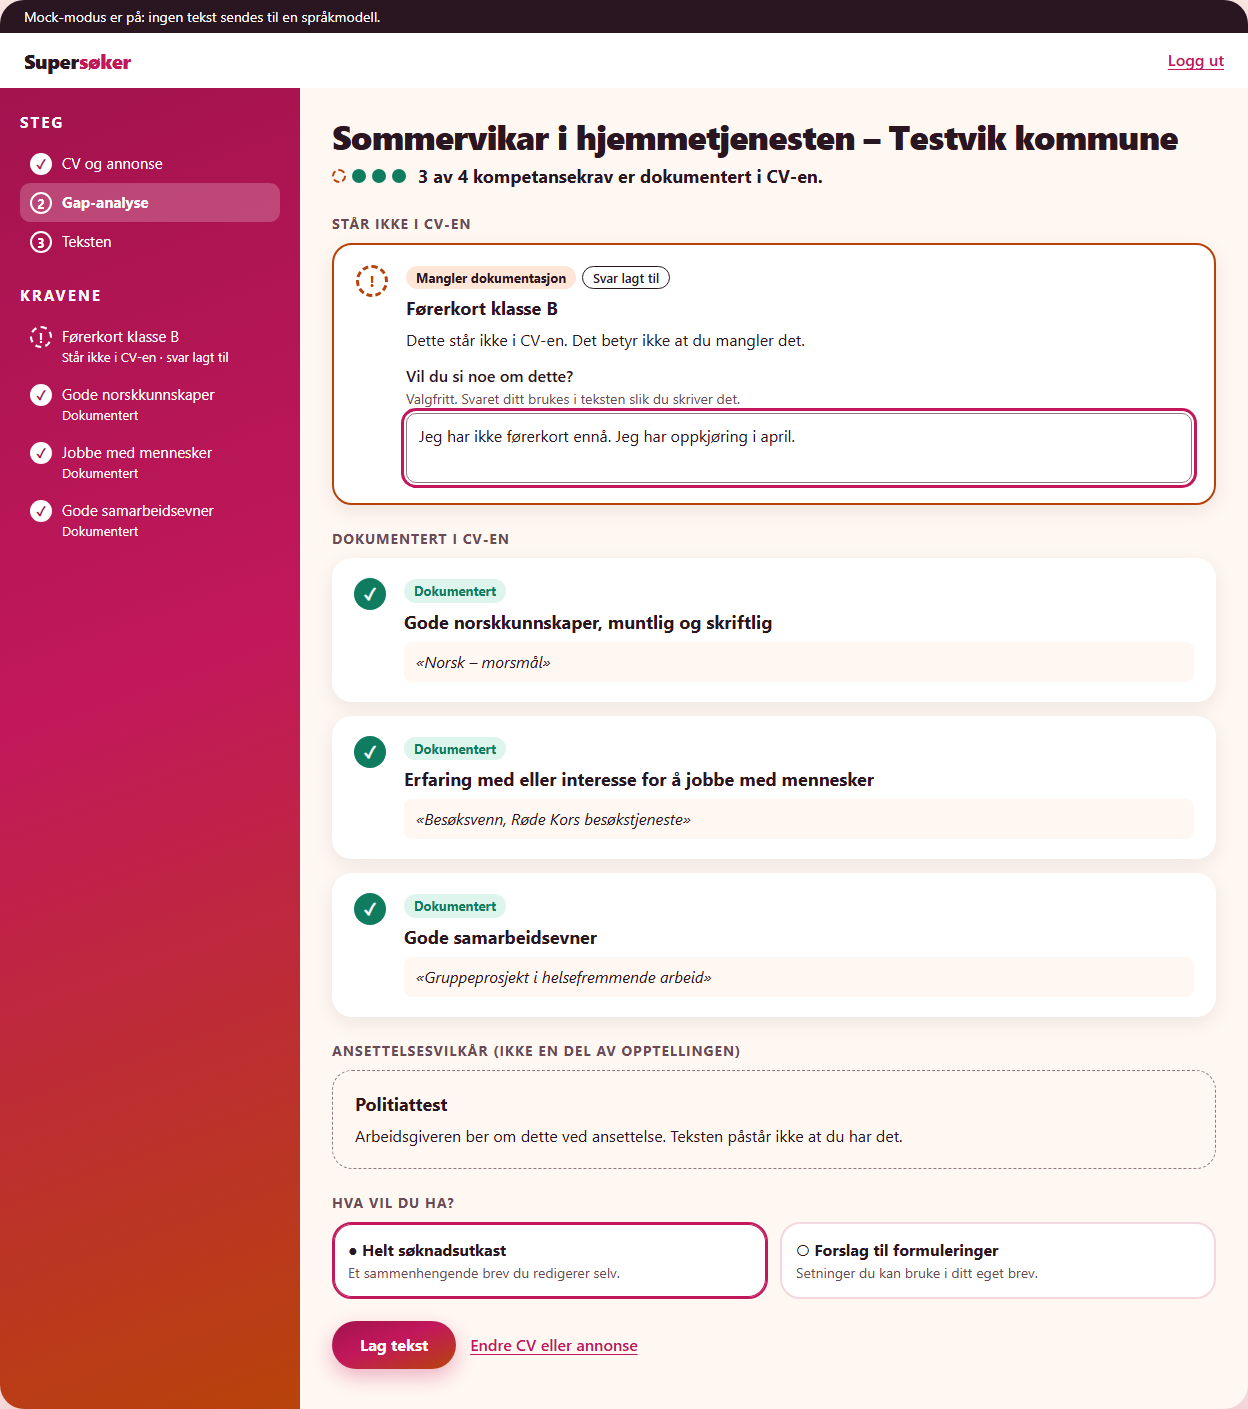 Mock-modus er på: ingen tekst sendes til en språkmodell.
Supersøker
Logg ut
STEG
CV og annonse
2 Gap-analyse
3 Teksten
KRAVENE
! Førerkort klasse B
Står ikke i CV-en · svar lagt til
Gode norskkunnskaper
Dokumentert
Jobbe med mennesker
Dokumentert
Gode samarbeidsevner
Dokumentert
Sommervikar i hjemmetjenesten – Testvik kommune
3 av 4 kompetansekrav er dokumentert i CV-en.
STÅR IKKE I CV-EN
! Mangler dokumentasjon Svar lagt til
Førerkort klasse B
Dette står ikke i CV-en. Det betyr ikke at du mangler det.
Vil du si noe om dette?
Valgfritt. Svaret ditt brukes i teksten slik du skriver det.
Jeg har ikke førerkort ennå. Jeg har oppkjøring i april.
DOKUMENTERT I CV-EN
Dokumentert
Gode norskkunnskaper, muntlig og skriftlig
«Norsk – morsmål»
Dokumentert
Erfaring med eller interesse for å jobbe med mennesker
«Besøksvenn, Røde Kors besøkstjeneste»
Dokumentert
Gode samarbeidsevner
«Gruppeprosjekt i helsefremmende arbeid»
ANSETTELSESVILKÅR (IKKE EN DEL AV OPPTELLINGEN)
Politiattest
Arbeidsgiveren ber om dette ved ansettelse. Teksten påstår ikke at du har det.
HVA VIL DU HA?
● Helt søknadsutkast
Et sammenhengende brev du redigerer selv.
○ Forslag til formuleringer
Setninger du kan bruke i ditt eget brev.
Lag tekst
Endre CV eller annonse